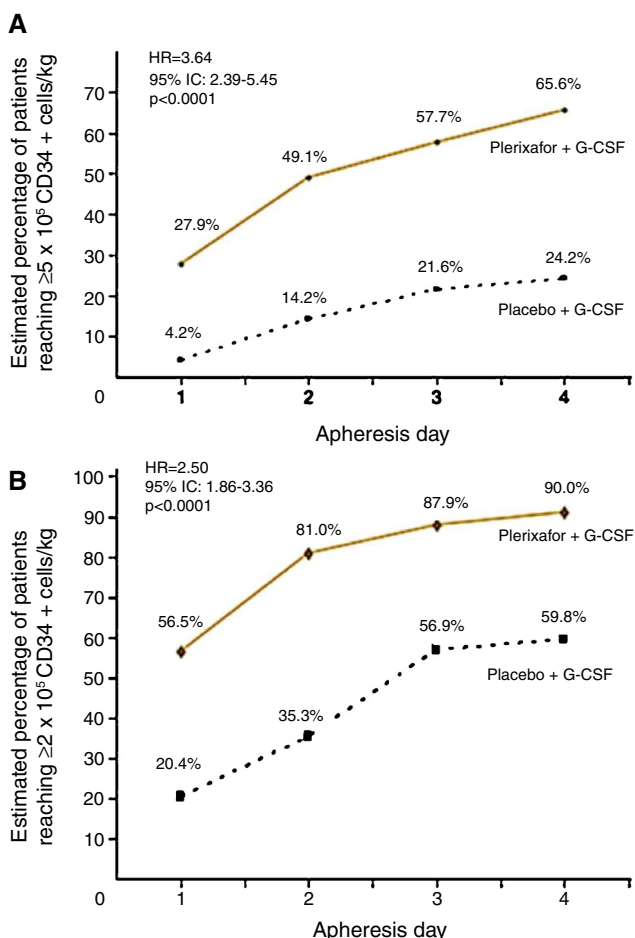 A
HR=3.64
95% IC: 2.39-5.45
p<0.0001
Estimated percentage of patients
reaching ≥5 x 10⁵ CD34 + cells/kg
70
60
50
40
30
20
10
0
27.9%
49.1%
57.7%
65.6%
Plerixafor + G-CSF
4.2%
14.2%
21.6%
24.2%
Placebo + G-CSF
1
2
3
4
Apheresis day
B
HR=2.50
95% IC: 1.86-3.36
p<0.0001
Estimated percentage of patients
reaching ≥2 x 10⁵ CD34 + cells/kg
100
90
80
70
60
50
40
30
20
10
0
56.5%
81.0%
87.9%
90.0%
Plerixafor + G-CSF
20.4%
35.3%
56.9%
59.8%
Placebo + G-CSF
1
2
3
4
Apheresis day